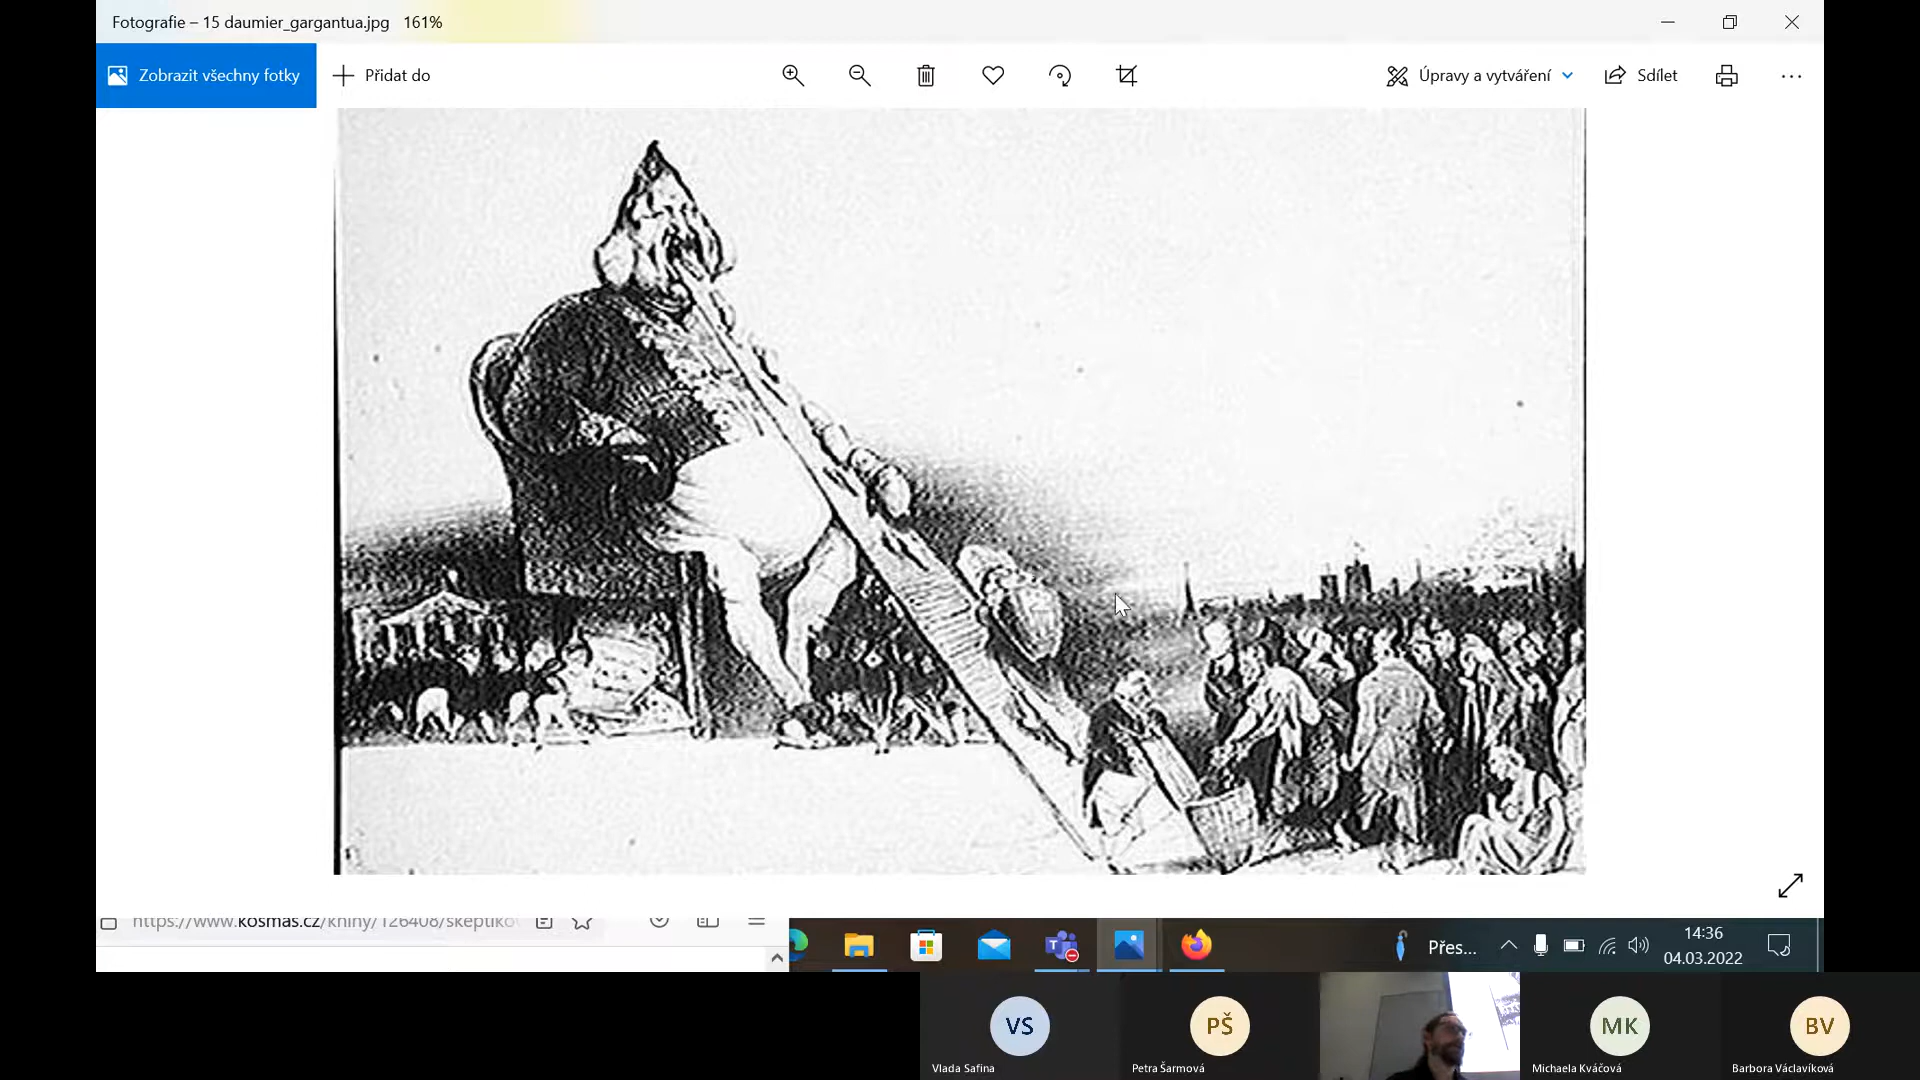 Fotografie – 15 daumier_gargantua.jpg 161%
Zobrazit všechny fotky
Přidat do
Úpravy a vytváření
Sdílet
https://www.kosmas.cz/knihy/126408/skeptiko
Přes...
14:36
04.03.2022
VS
PŠ
MK
BV
Vlada Safina
Petra Šarmová
Michaela Kváčová
Barbora Václavíková